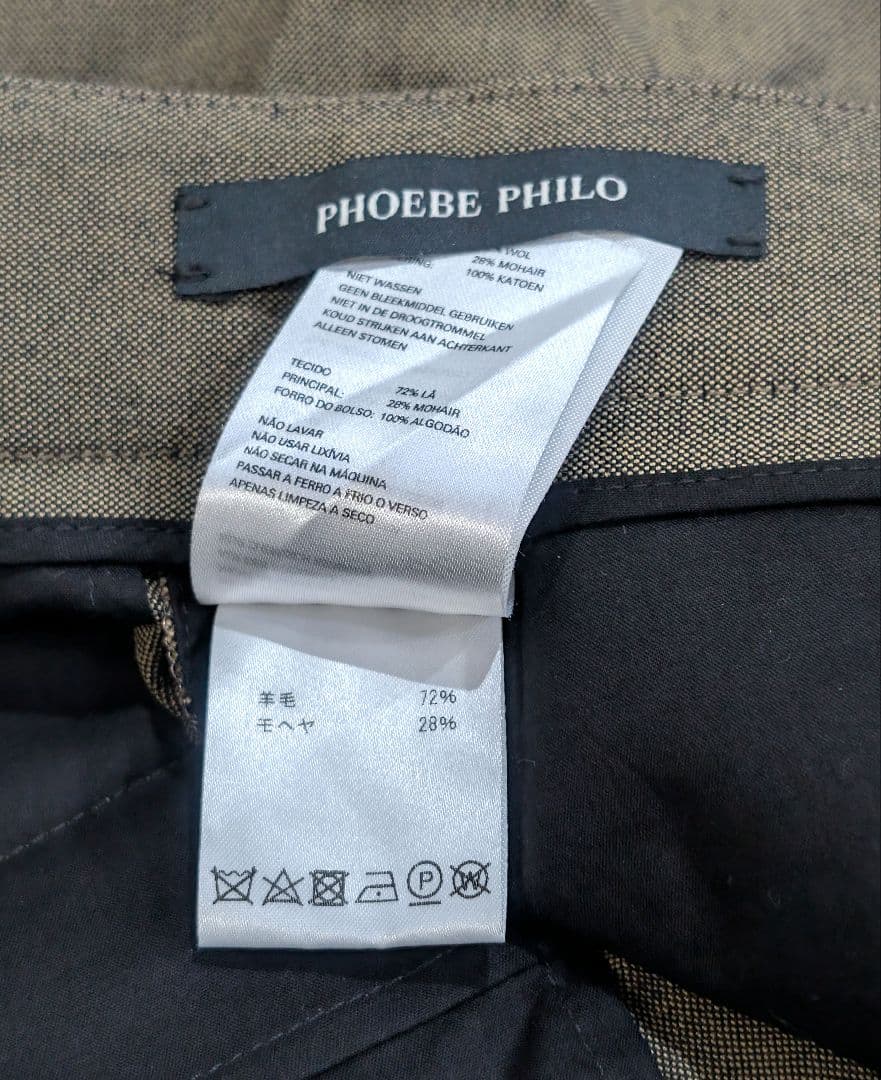 PHOEBE PHILO
WOL
28% MOHAIR
100% KATOEN
NIET WASSEN
GEEN BLEEKMIDDEL GEBRUIKEN
NIET IN DE DROOGTROMMEL
KOUD STRIJKEN AAN ACHTERKANT
ALLEEN STOMEN
TECIDO
PRINCIPAL: 72% LÃ
28% MOHAIR
FORRO DO BOLSO: 100% ALGODÃO
NÃO LAVAR
NÃO USAR LIXÍVIA
NÃO SECAR NA MÁQUINA
PASSAR A FERRO A FRIO O VERSO
APENAS LIMPEZA A SECO
羊毛 72%
モヘヤ 28%
P W